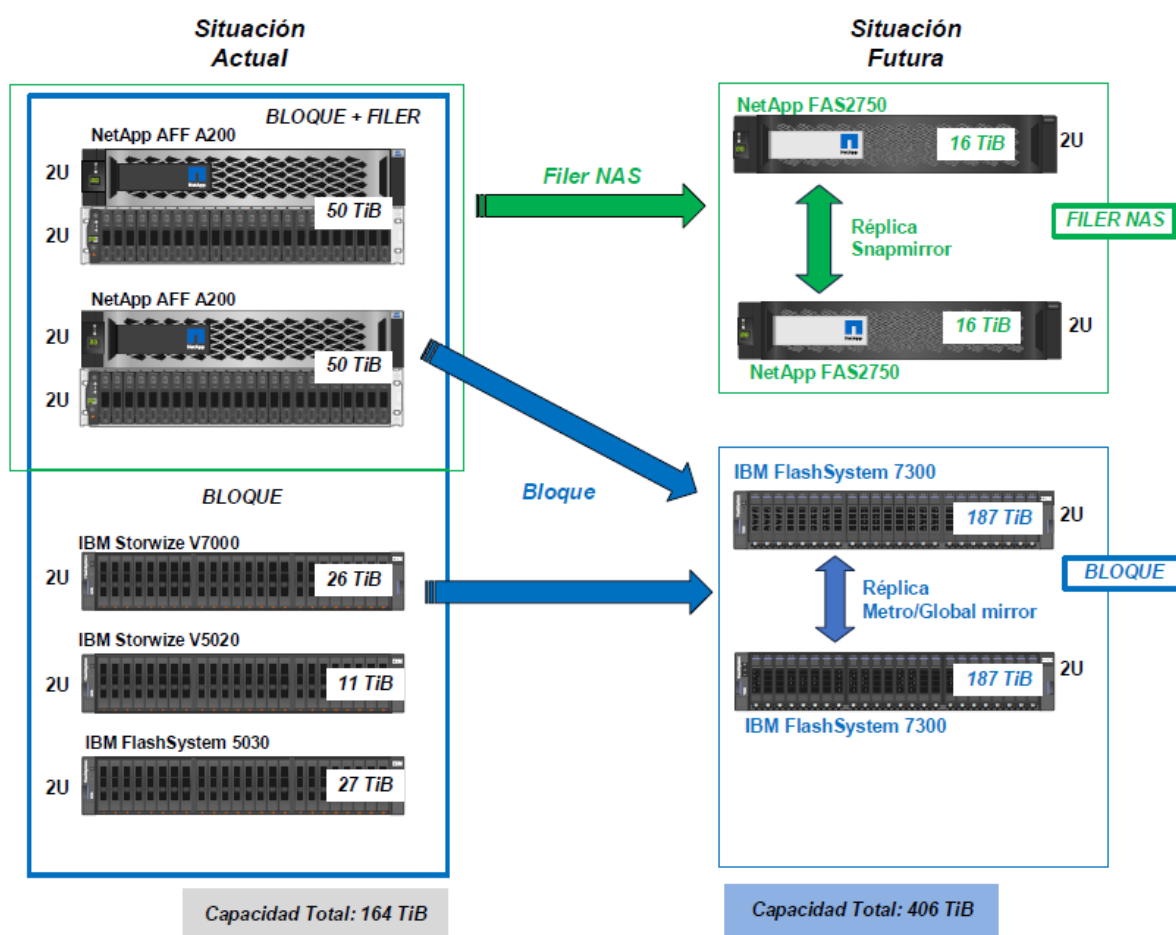 Situación
Actual
BLOQUE + FILER
NetApp AFF A200
2U
NetApp
50 TiB
2U
NetApp AFF A200
2U
NetApp
50 TiB
2U
BLOQUE
IBM Storwize V7000
2U
26 TiB
IBM Storwize V5020
2U
11 TiB
IBM FlashSystem 5030
2U
27 TiB
Capacidad Total: 164 TiB
Filer NAS
Bloque
Situación
Futura
NetApp FAS2750
NetApp
16 TiB
2U
Réplica
Snapmirror
FILER NAS
NetApp
16 TiB
2U
NetApp FAS2750
IBM FlashSystem 7300
187 TiB
2U
Réplica
Metro/Global mirror
BLOQUE
187 TiB
2U
IBM FlashSystem 7300
Capacidad Total: 406 TiB